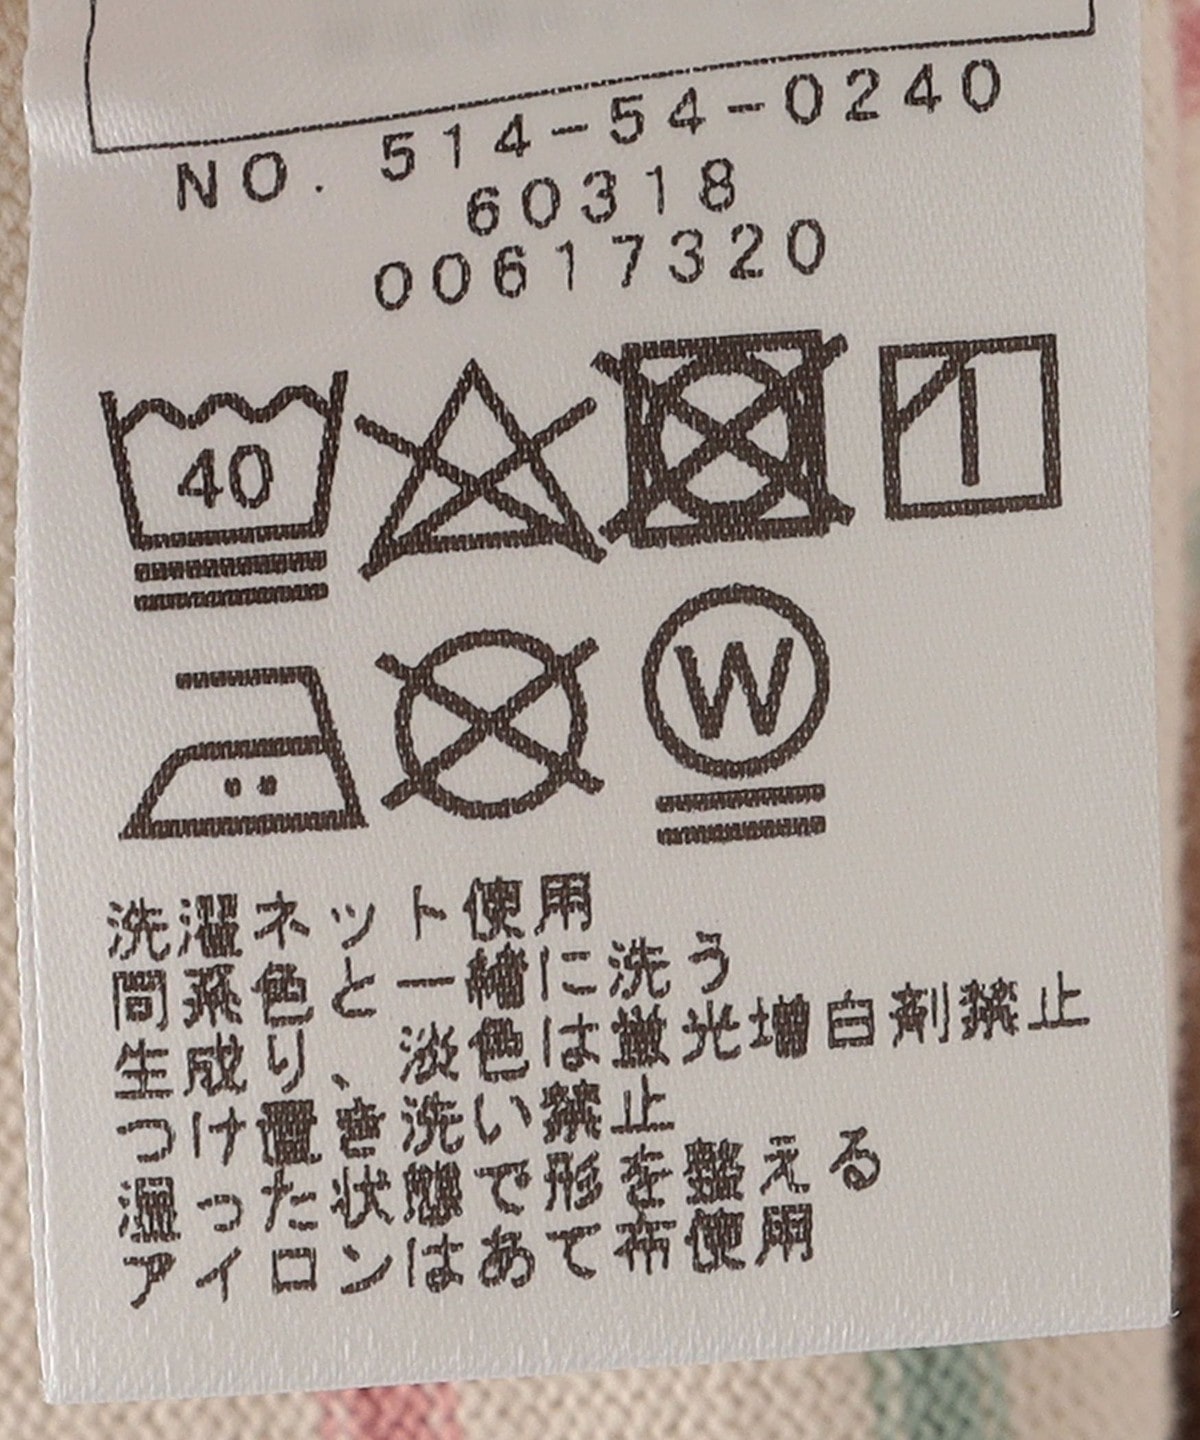 NO. 514-54-0240
60318
00617320
40
W
洗濯ネット使用
同系色と一緒に洗う
生成り、淡色は蛍光増白剤禁止
つけ置き洗い禁止
湿った状態で形を整える
アイロンはあて布使用